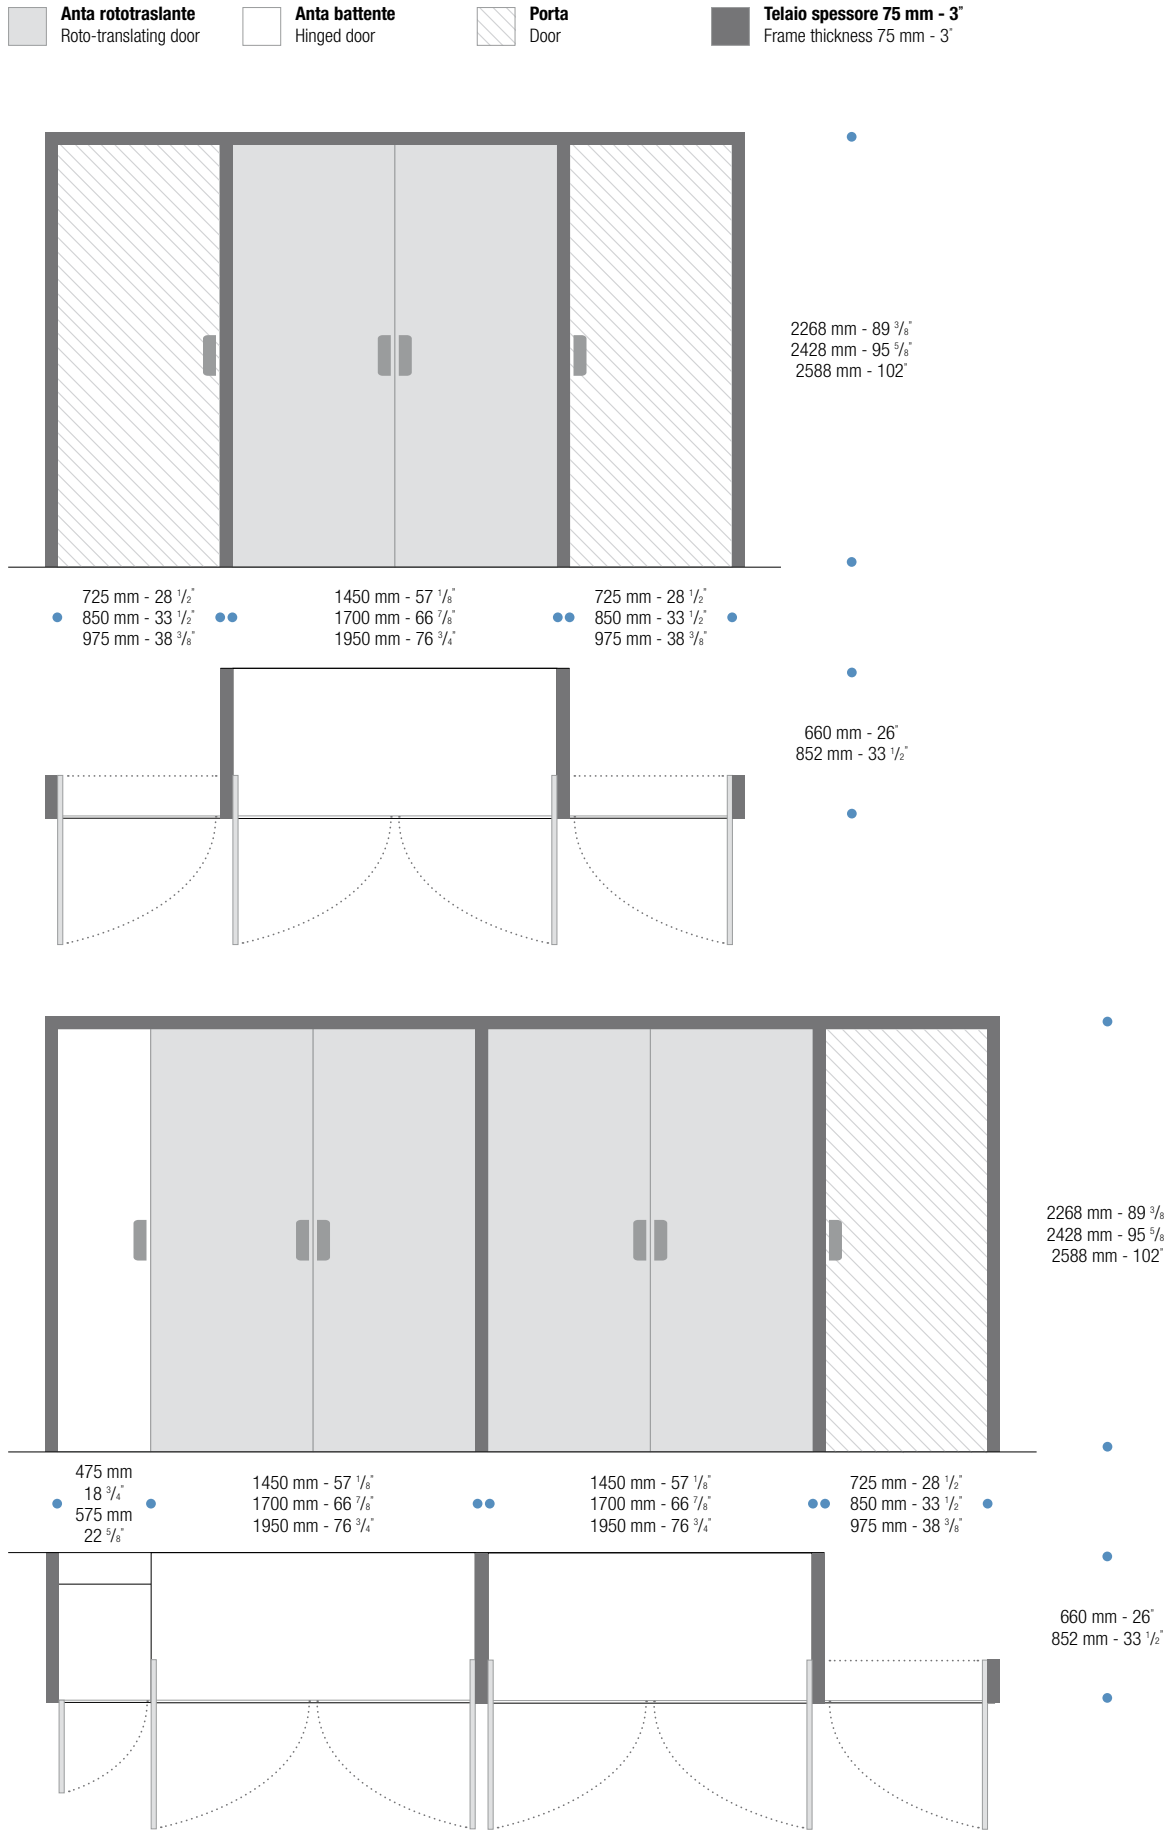 Anta rototraslante
Roto-translating door
Anta battente
Hinged door
Porta
Door
Telaio spessore 75 mm - 3"
Frame thickness 75 mm - 3"
2268 mm - 89 3/8"
2428 mm - 95 5/8"
2588 mm - 102"
725 mm - 28 1/2"
850 mm - 33 1/2"
975 mm - 38 3/8"
1450 mm - 57 1/8"
1700 mm - 66 7/8"
1950 mm - 76 3/4"
725 mm - 28 1/2"
850 mm - 33 1/2"
975 mm - 38 3/8"
660 mm - 26"
852 mm - 33 1/2"
2268 mm - 89 3/8
2428 mm - 95 5/8
2588 mm - 102"
475 mm
18 3/4"
575 mm
22 5/8"
1450 mm - 57 1/8"
1700 mm - 66 7/8"
1950 mm - 76 3/4"
1450 mm - 57 1/8"
1700 mm - 66 7/8"
1950 mm - 76 3/4"
725 mm - 28 1/2"
850 mm - 33 1/2"
975 mm - 38 3/8"
660 mm - 26"
852 mm - 33 1/2"